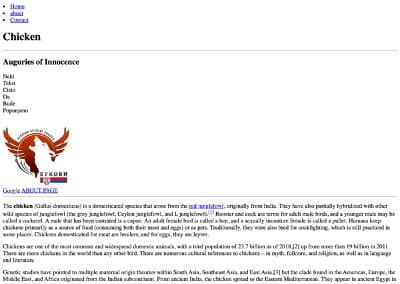 Home
about
Contact
Chicken
Auguries of Innocence
Neki
Tekst
Cisto
Da
Bude
Popunjeno
ВУКОВИ
Google ABOUT PAGE
The chicken (Gallus domesticus) is a domesticated species that arose from the red junglefowl, originally from India. They have also partially hybridized with other
wild species of junglefowl (the grey junglefowl, Ceylon junglefowl, and L junglefowl).[1] Rooster and cock are terms for adult male birds, and a younger male may be
called a cockerel. A male that has been castrated is a capon. An adult female bird is called a hen, and a sexually immature female is called a pullet. Humans keep
chickens primarily as a source of food (consuming both their meat and eggs) or as pets. Traditionally, they were also bred for cockfighting, which is still practiced in
some places. Chickens domesticated for meat are broilers, and for eggs, they are layers.
Chickens are one of the most common and widespread domestic animals, with a total population of 23.7 billion as of 2018,[2] up from more than 19 billion in 2011.
There are more chickens in the world than any other bird. There are numerous cultural references to chickens – in myth, folklore, and religion, as well as in language
and literature.
Genetic studies have pointed to multiple maternal origin theories within South Asia, Southeast Asia, and East Asia,[3] but the clade found in the Americas, Europe, the
Middle East, and Africa originated from the Indian subcontinent. From ancient India, the chicken spread to the Eastern Mediterranean. They appear in ancient Egypt in